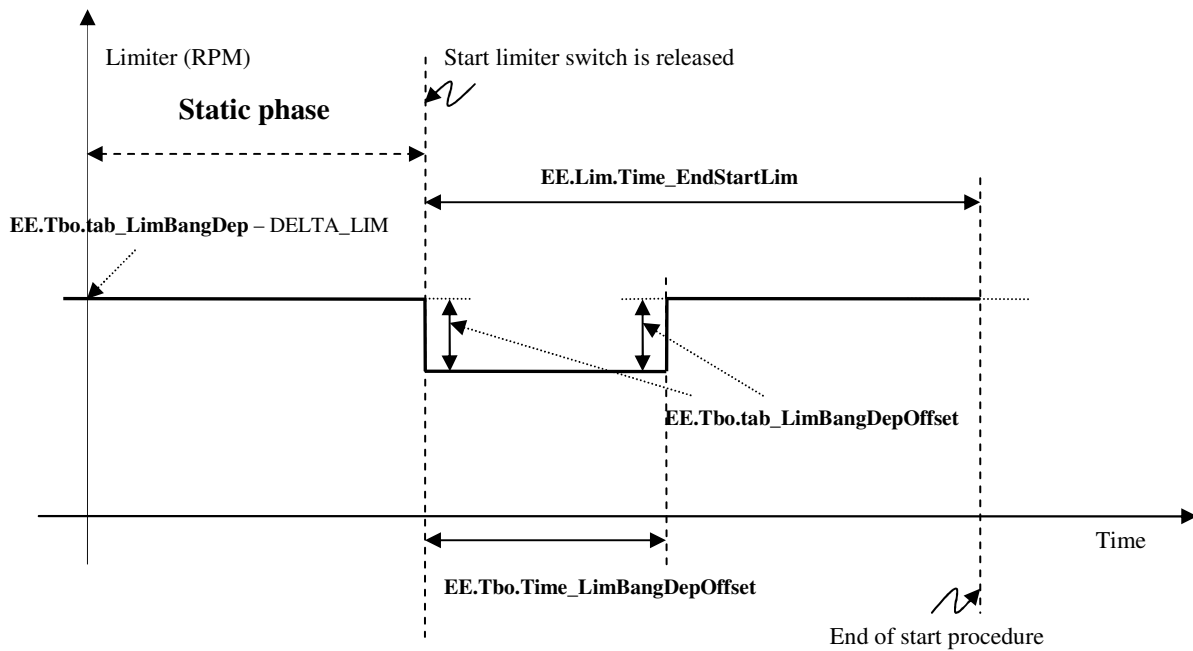 Limiter (RPM)
Start limiter switch is released
Static phase
EE.Lim.Time_EndStartLim
EE.Tbo.tab_LimBangDep – DELTA_LIM
EE.Tbo.tab_LimBangDepOffset
Time
EE.Tbo.Time_LimBangDepOffset
End of start procedure